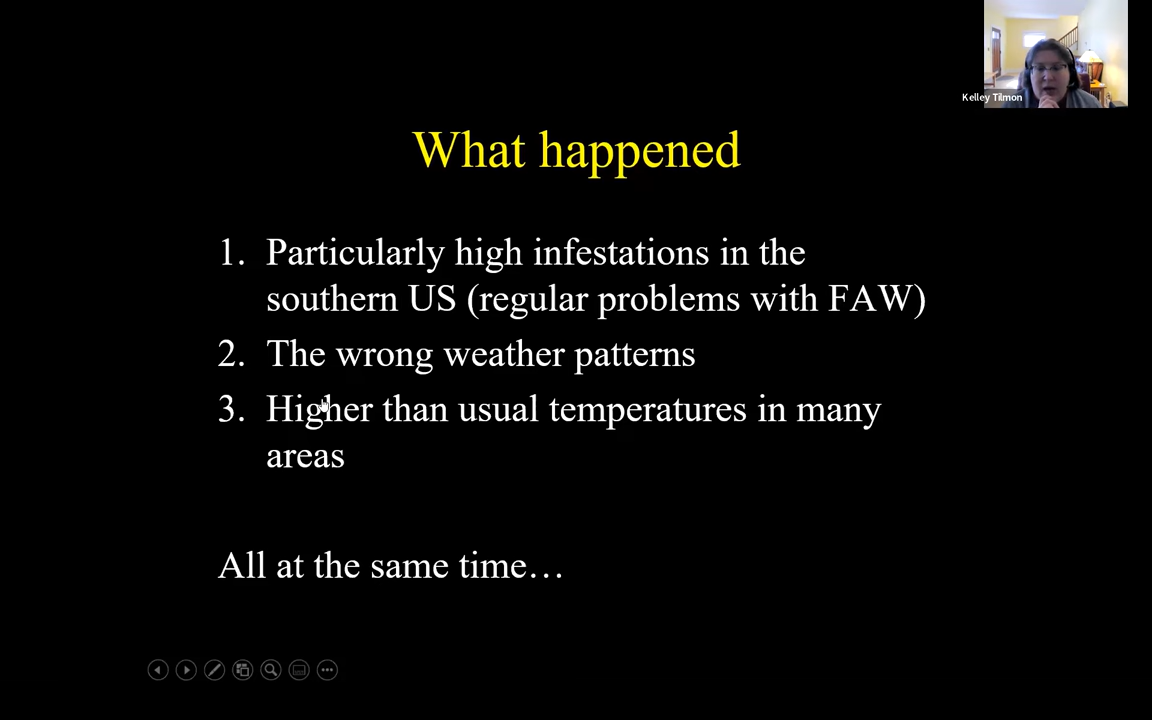 Kelley Tilmon
What happened
1. Particularly high infestations in the
southern US (regular problems with FAW)
2. The wrong weather patterns
3. Higher than usual temperatures in many
areas
All at the same time…